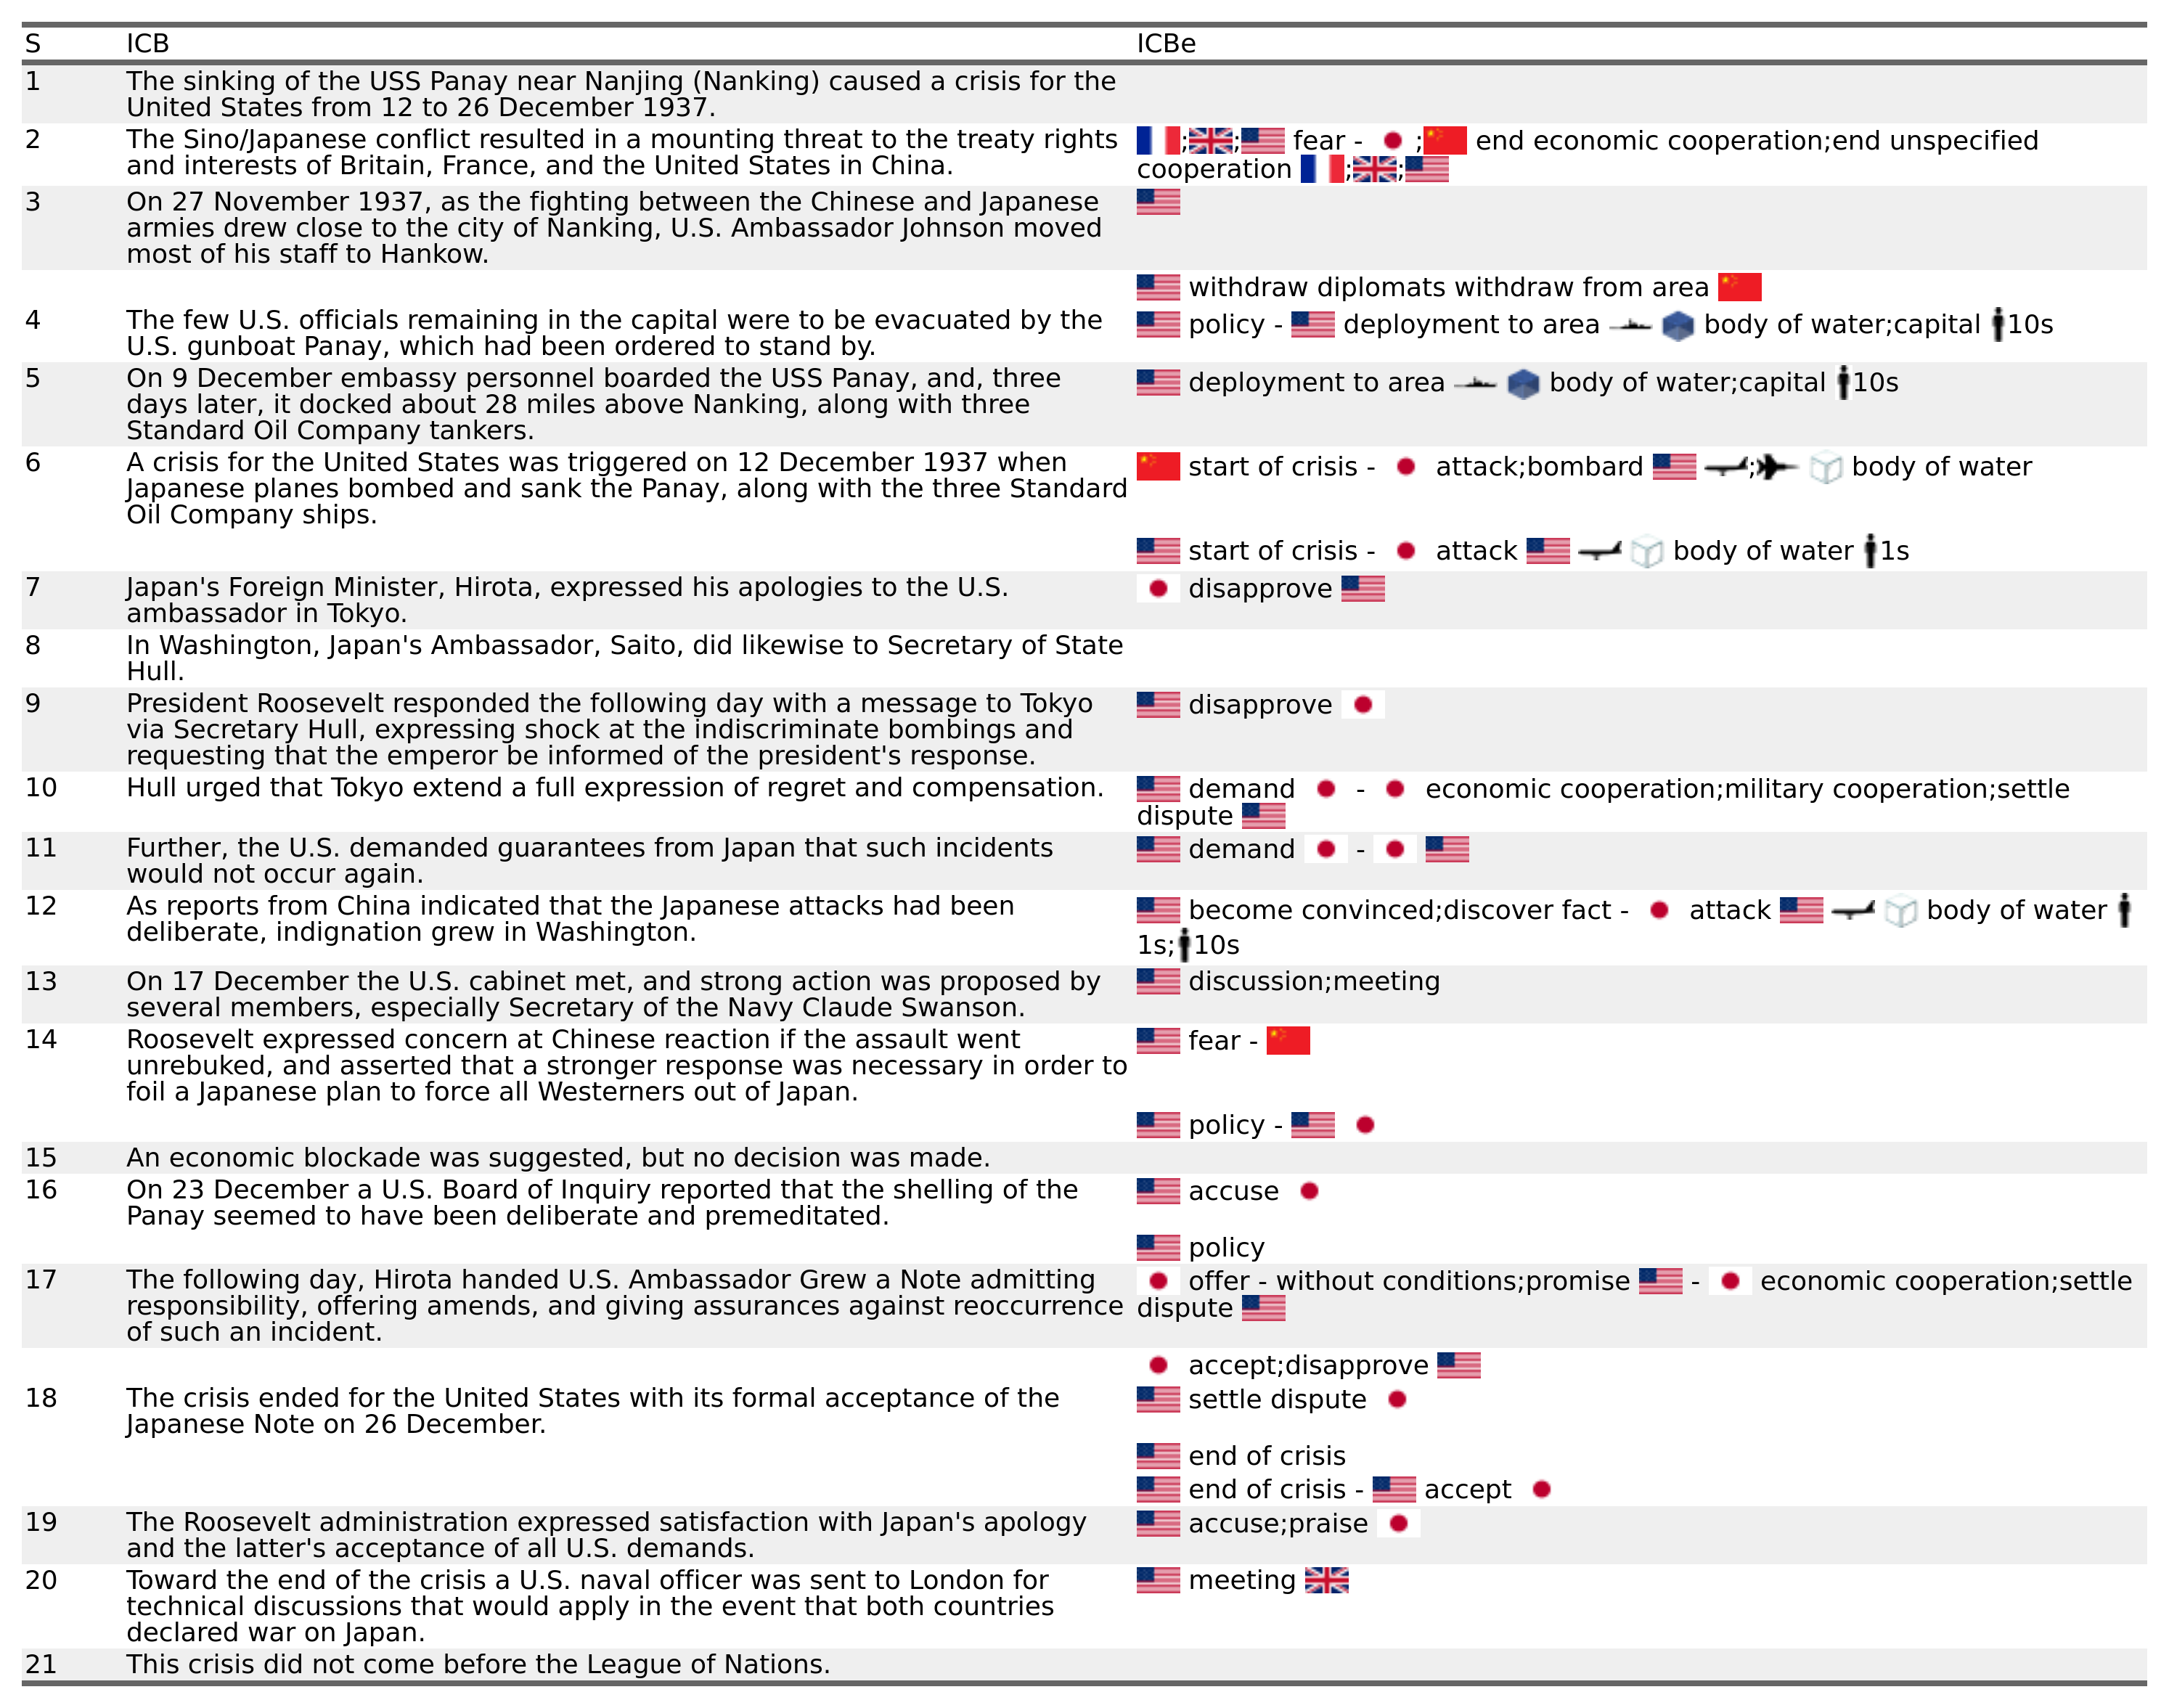 S ICB ICBe
1 The sinking of the USS Panay near Nanjing (Nanking) caused a crisis for the
United States from 12 to 26 December 1937.
2 The Sino/Japanese conflict resulted in a mounting threat to the treaty rights
and interests of Britain, France, and the United States in China.
; ; fear - ; end economic cooperation;end unspecified
cooperation ; ;
3 On 27 November 1937, as the fighting between the Chinese and Japanese
armies drew close to the city of Nanking, U.S. Ambassador Johnson moved
most of his staff to Hankow.
withdraw diplomats withdraw from area
4 The few U.S. officials remaining in the capital were to be evacuated by the
U.S. gunboat Panay, which had been ordered to stand by.
policy - deployment to area body of water;capital 10s
5 On 9 December embassy personnel boarded the USS Panay, and, three
days later, it docked about 28 miles above Nanking, along with three
Standard Oil Company tankers.
deployment to area body of water;capital 10s
6 A crisis for the United States was triggered on 12 December 1937 when
Japanese planes bombed and sank the Panay, along with the three Standard
Oil Company ships.
start of crisis - attack;bombard ; body of water
start of crisis - attack body of water 1s
7 Japan's Foreign Minister, Hirota, expressed his apologies to the U.S.
ambassador in Tokyo.
disapprove
8 In Washington, Japan's Ambassador, Saito, did likewise to Secretary of State
Hull.
9 President Roosevelt responded the following day with a message to Tokyo
via Secretary Hull, expressing shock at the indiscriminate bombings and
requesting that the emperor be informed of the president's response.
disapprove
10 Hull urged that Tokyo extend a full expression of regret and compensation.
demand - economic cooperation;military cooperation;settle
dispute
11 Further, the U.S. demanded guarantees from Japan that such incidents
would not occur again.
demand -
12 As reports from China indicated that the Japanese attacks had been
deliberate, indignation grew in Washington.
become convinced;discover fact - attack body of water
1s; 10s
13 On 17 December the U.S. cabinet met, and strong action was proposed by
several members, especially Secretary of the Navy Claude Swanson.
discussion;meeting
14 Roosevelt expressed concern at Chinese reaction if the assault went
unrebuked, and asserted that a stronger response was necessary in order to
foil a Japanese plan to force all Westerners out of Japan.
fear -
policy -
15 An economic blockade was suggested, but no decision was made.
16 On 23 December a U.S. Board of Inquiry reported that the shelling of the
Panay seemed to have been deliberate and premeditated.
accuse
policy
17 The following day, Hirota handed U.S. Ambassador Grew a Note admitting
responsibility, offering amends, and giving assurances against reoccurrence
of such an incident.
offer - without conditions;promise - economic cooperation;settle
dispute
accept;disapprove
18 The crisis ended for the United States with its formal acceptance of the
Japanese Note on 26 December.
settle dispute
end of crisis
end of crisis - accept
19 The Roosevelt administration expressed satisfaction with Japan's apology
and the latter's acceptance of all U.S. demands.
accuse;praise
20 Toward the end of the crisis a U.S. naval officer was sent to London for
technical discussions that would apply in the event that both countries
declared war on Japan.
meeting
21 This crisis did not come before the League of Nations.